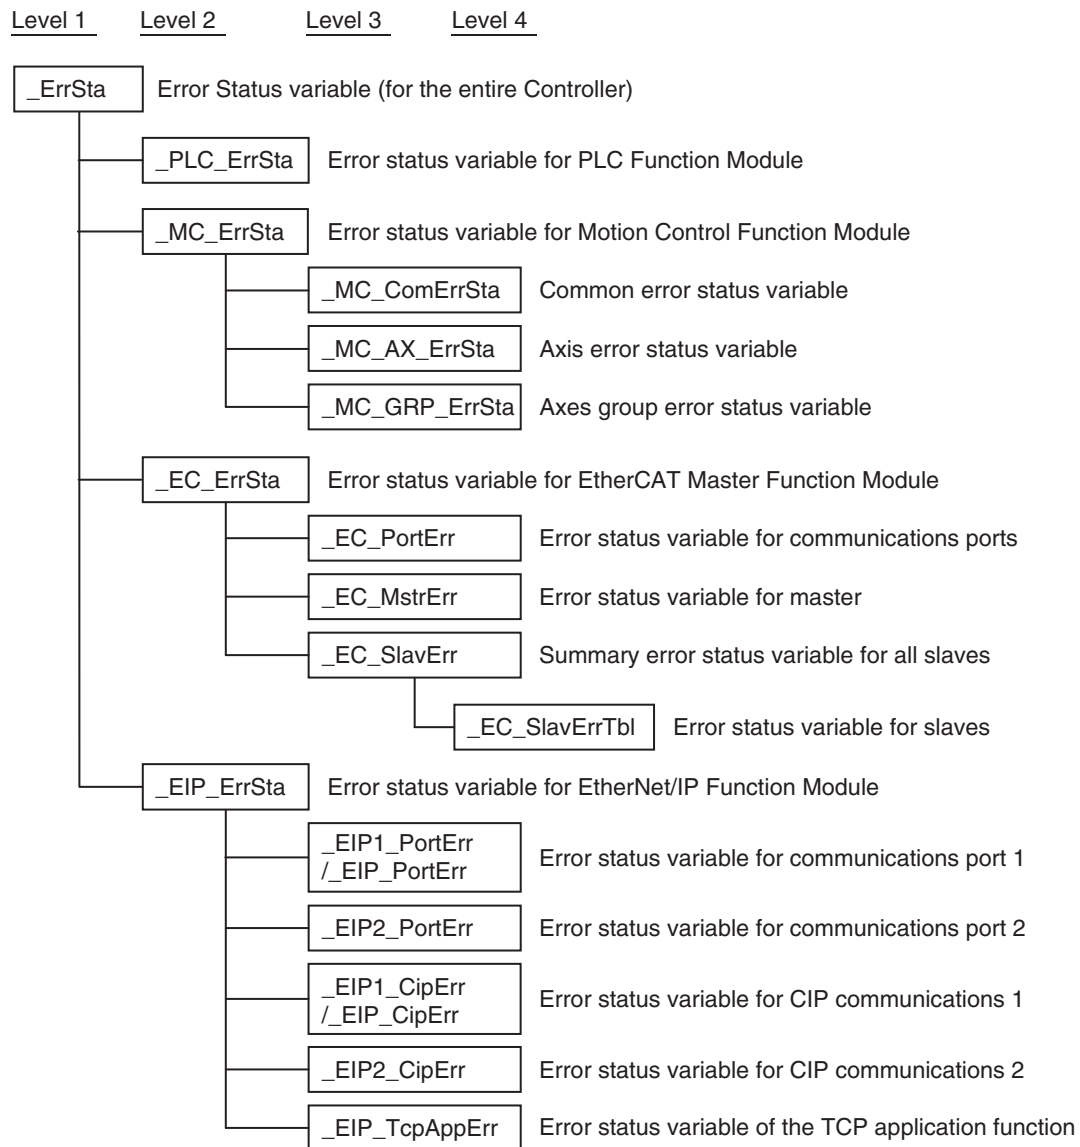 Level 1 Level 2 Level 3 Level 4
_ErrSta Error Status variable (for the entire Controller)
_PLC_ErrSta Error status variable for PLC Function Module
_MC_ErrSta Error status variable for Motion Control Function Module
_MC_ComErrSta Common error status variable
_MC_AX_ErrSta Axis error status variable
_MC_GRP_ErrSta Axes group error status variable
_EC_ErrSta Error status variable for EtherCAT Master Function Module
_EC_PortErr Error status variable for communications ports
_EC_MstrErr Error status variable for master
_EC_SlavErr Summary error status variable for all slaves
_EC_SlavErrTbl Error status variable for slaves
_EIP_ErrSta Error status variable for EtherNet/IP Function Module
_EIP1_PortErr
/_EIP_PortErr Error status variable for communications port 1
_EIP2_PortErr Error status variable for communications port 2
_EIP1_CipErr
/_EIP_CipErr Error status variable for CIP communications 1
_EIP2_CipErr Error status variable for CIP communications 2
_EIP_TcpAppErr Error status variable of the TCP application function